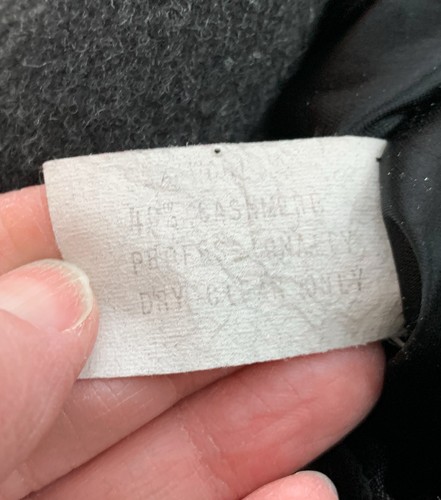 40% CASHMERE
PROFESSIONALLY
DRY CLEAN ONLY